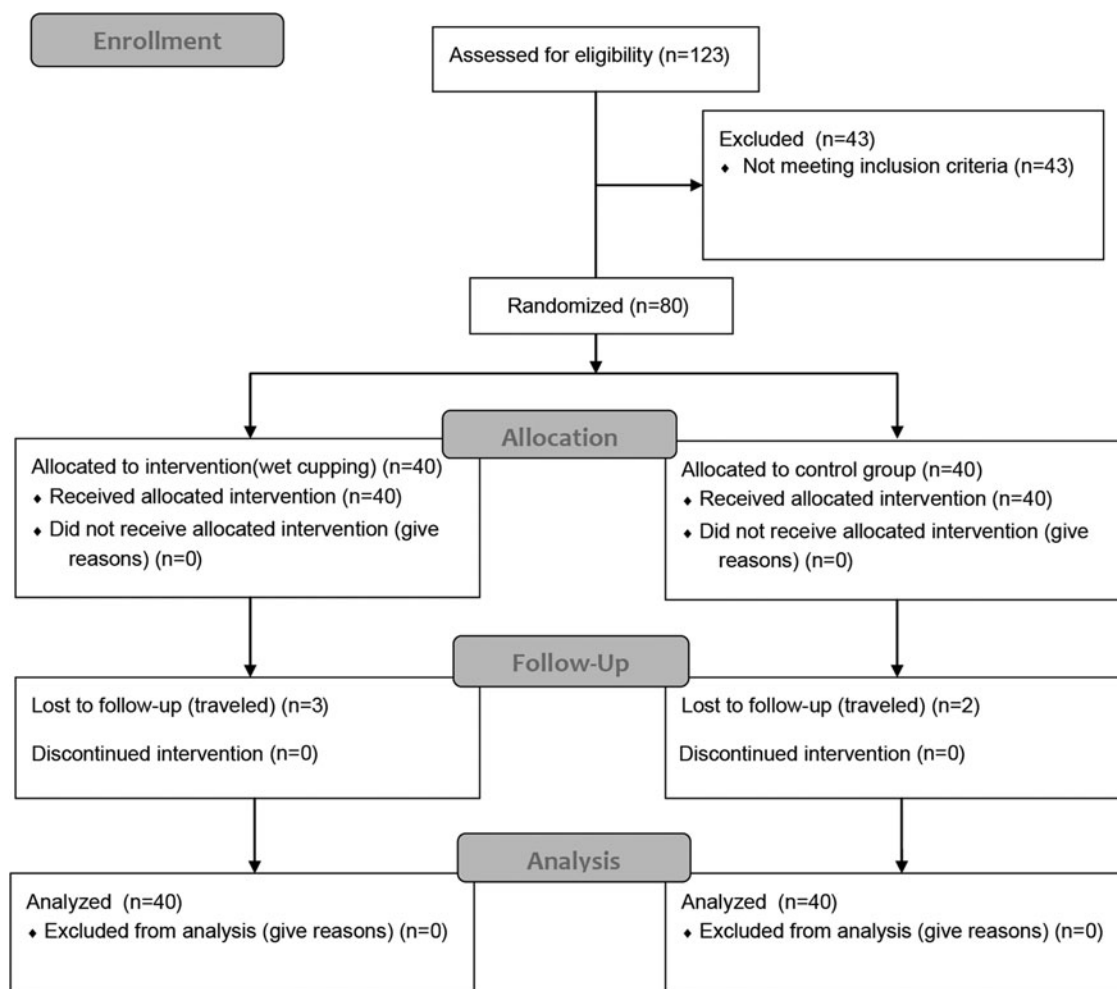 Enrollment
Assessed for eligibility (n=123)
Excluded (n=43)
♦ Not meeting inclusion criteria (n=43)
Randomized (n=80)
Allocation
Allocated to intervention(wet cupping) (n=40)
♦ Received allocated intervention (n=40)
♦ Did not receive allocated intervention (give
reasons) (n=0)
Allocated to control group (n=40)
♦ Received allocated intervention (n=40)
♦ Did not receive allocated intervention (give
reasons) (n=0)
Follow-Up
Lost to follow-up (traveled) (n=3)
Discontinued intervention (n=0)
Lost to follow-up (traveled) (n=2)
Discontinued intervention (n=0)
Analysis
Analyzed (n=40)
♦ Excluded from analysis (give reasons) (n=0)
Analyzed (n=40)
♦ Excluded from analysis (give reasons) (n=0)